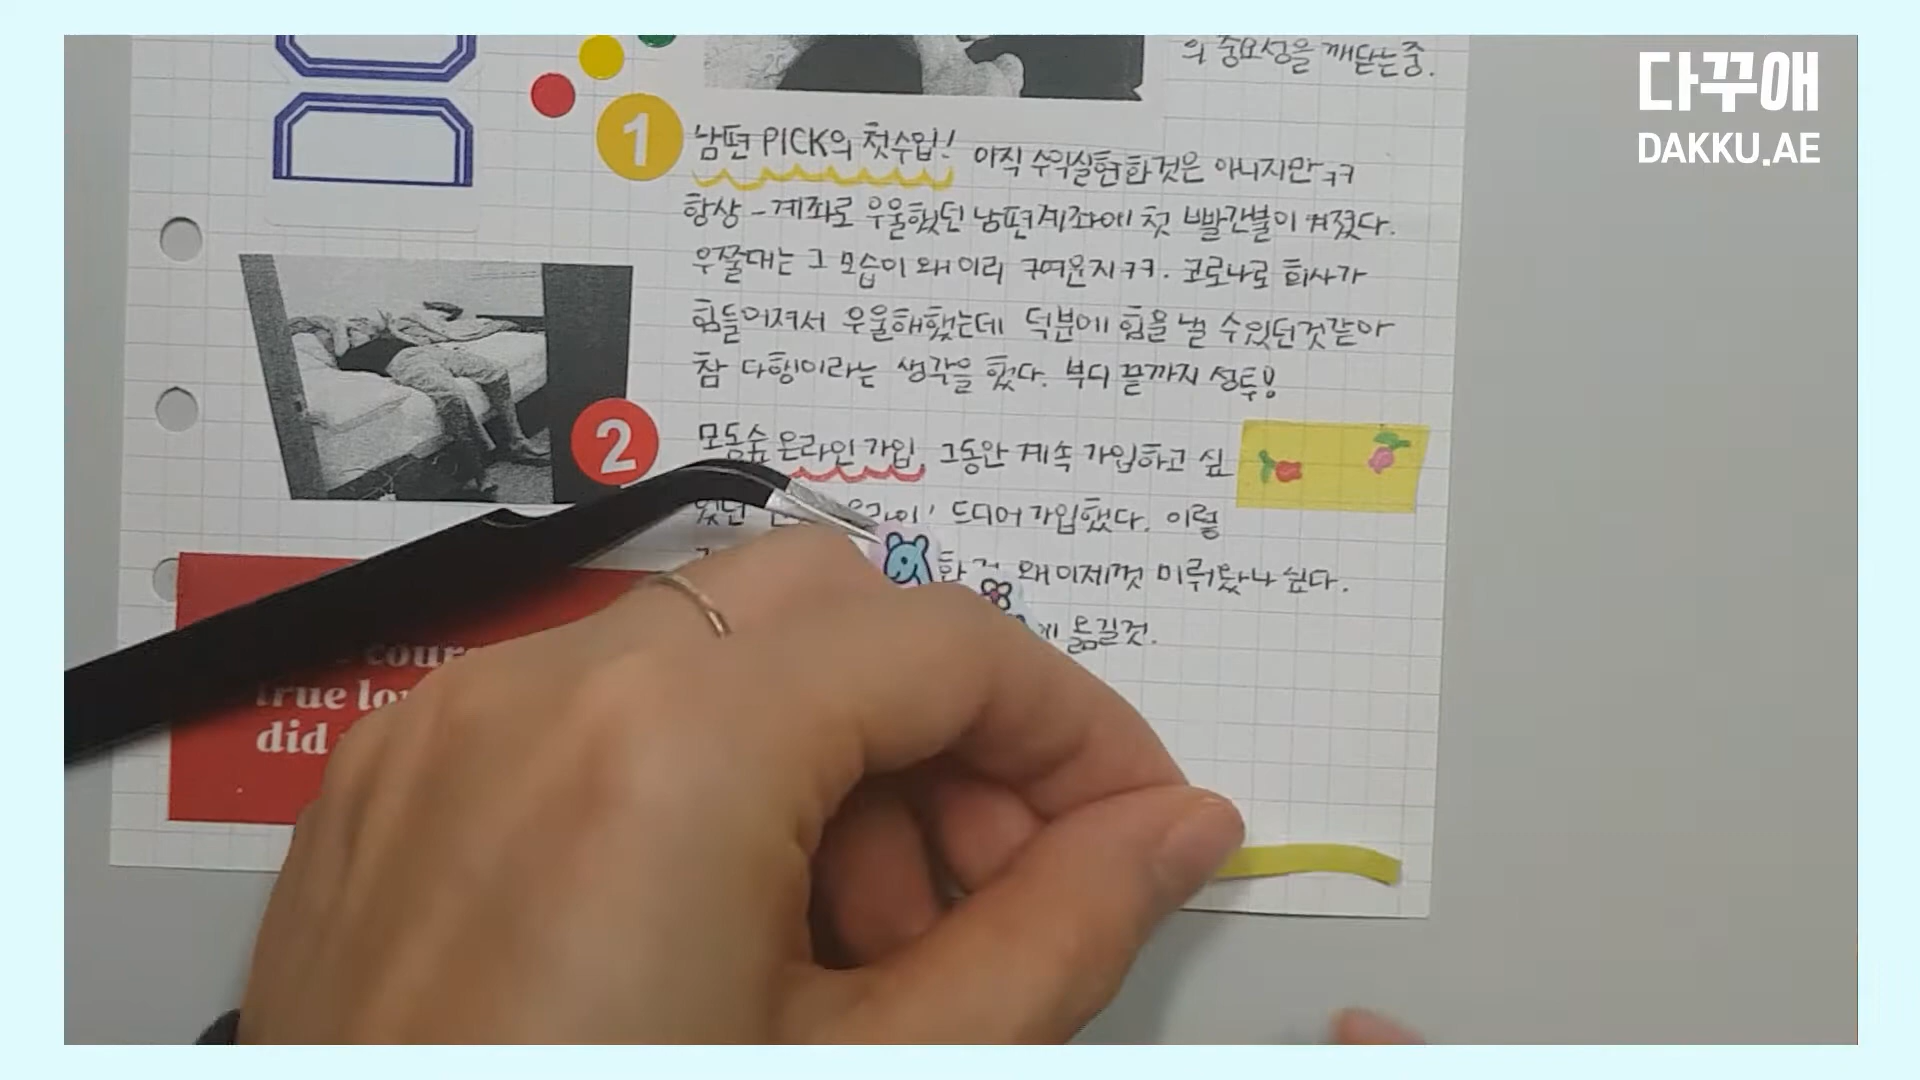 다꾸애
DAKKU.AE
의 중요성을 깨닫는중.
1
남편 PICK의 첫수입! 아직 수익실현한것은 아니지만ㅋㅋ
항상 -계좌로 우울했던 남편계좌에 첫 빨간불이 켜졌다.
우쭐대는 그 모습이 왜이리 귀여운지ㅋㅋ. 코로나로 회사가
힘들어져서 우울해했는데 덕분에 힘을 낼 수있던것같아
참 다행이라는 생각을 했다. 부디 끝까지 성투!
2
모동숲 온라인 가입, 그동안 계속 가입하고 싶
었던 온라인! 드디어 가입했다. 이렇
한 걸 왜 이제껏 미뤄왔나 싶다.
옮길것.
cour
true lo
did